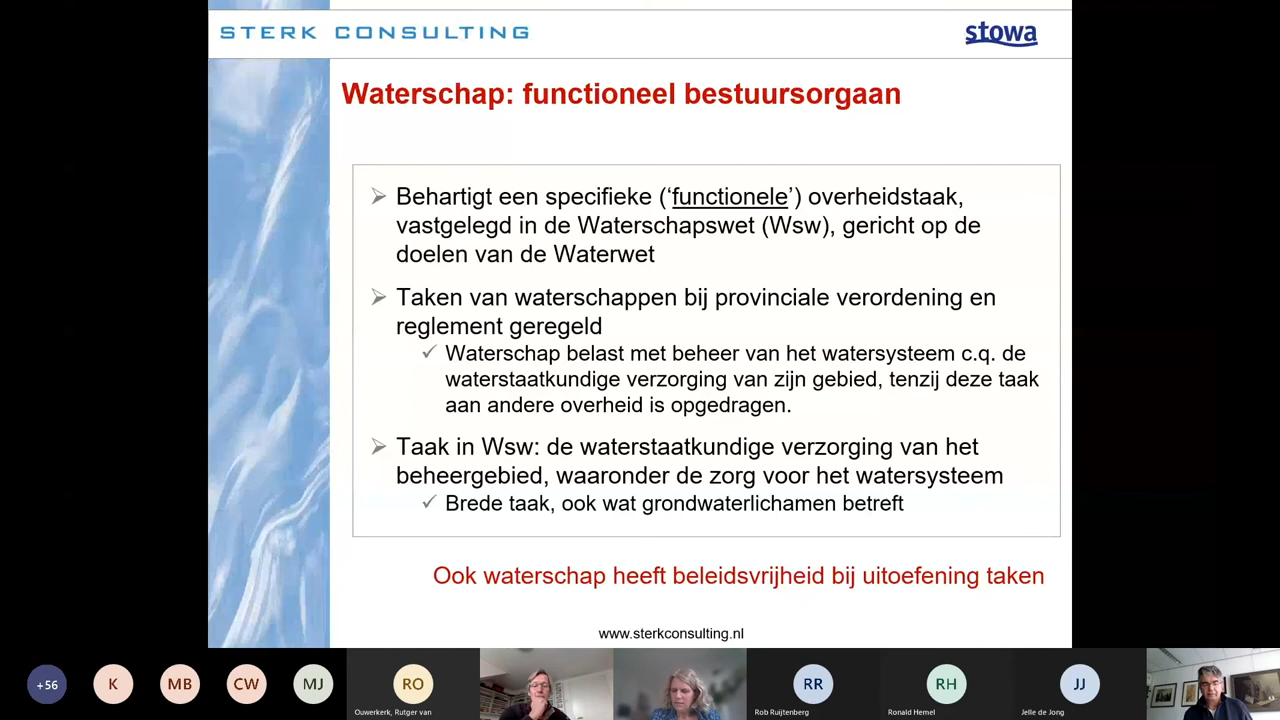 STERK CONSULTING
stowa
Waterschap: functioneel bestuursorgaan
Behartigt een specifieke (‘functionele’) overheidstaak,
vastgelegd in de Waterschapswet (Wsw), gericht op de
doelen van de Waterwet
Taken van waterschappen bij provinciale verordening en
reglement geregeld
Waterschap belast met beheer van het watersysteem c.q. de
waterstaatkundige verzorging van zijn gebied, tenzij deze taak
aan andere overheid is opgedragen.
Taak in Wsw: de waterstaatkundige verzorging van het
beheergebied, waaronder de zorg voor het watersysteem
Brede taak, ook wat grondwaterlichamen betreft
Ook waterschap heeft beleidsvrijheid bij uitoefening taken
www.sterkconsulting.nl
+56
K
MB
CW
MJ
RO
RR
RH
JJ
Ouwerkerk, Rutger van
Rob Ruijtenberg
Ronald Hemel
Jelle de Jong